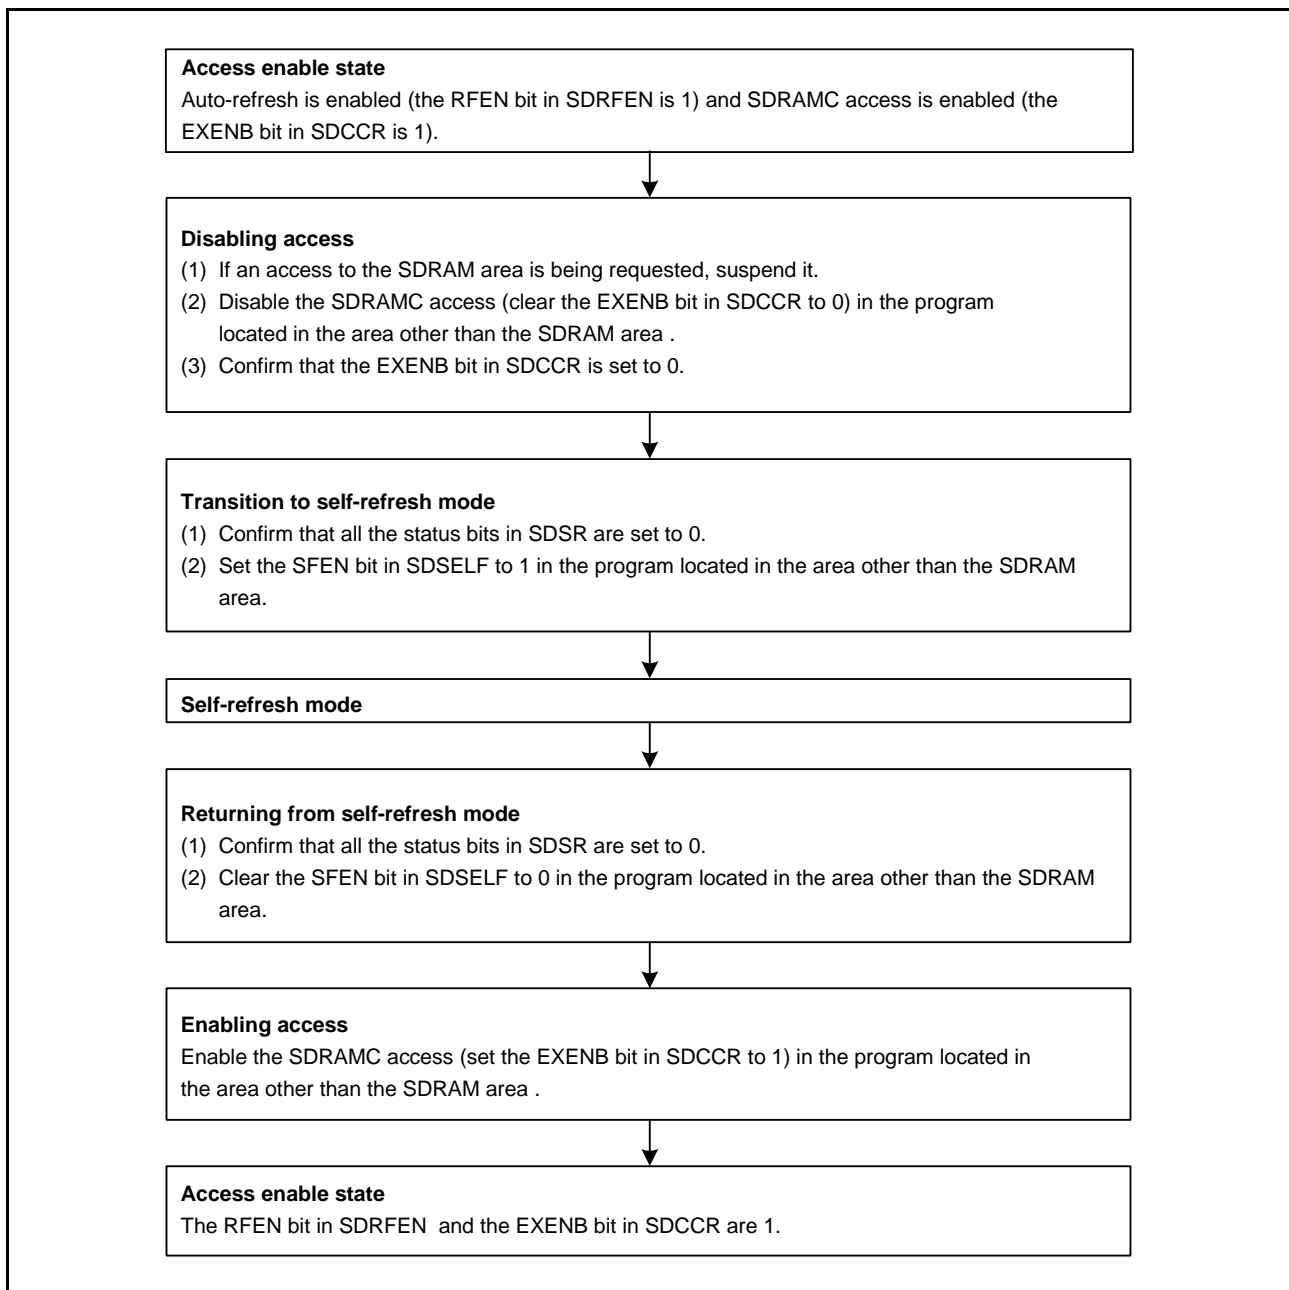 Access enable state
Auto-refresh is enabled (the RFEN bit in SDRFEN is 1) and SDRAMC access is enabled (the
EXENB bit in SDCCR is 1).
Disabling access
(1) If an access to the SDRAM area is being requested, suspend it.
(2) Disable the SDRAMC access (clear the EXENB bit in SDCCR to 0) in the program
located in the area other than the SDRAM area .
(3) Confirm that the EXENB bit in SDCCR is set to 0.
Transition to self-refresh mode
(1) Confirm that all the status bits in SDSR are set to 0.
(2) Set the SFEN bit in SDSELF to 1 in the program located in the area other than the SDRAM
area.
Self-refresh mode
Returning from self-refresh mode
(1) Confirm that all the status bits in SDSR are set to 0.
(2) Clear the SFEN bit in SDSELF to 0 in the program located in the area other than the SDRAM
area.
Enabling access
Enable the SDRAMC access (set the EXENB bit in SDCCR to 1) in the program located in
the area other than the SDRAM area .
Access enable state
The RFEN bit in SDRFEN and the EXENB bit in SDCCR are 1.